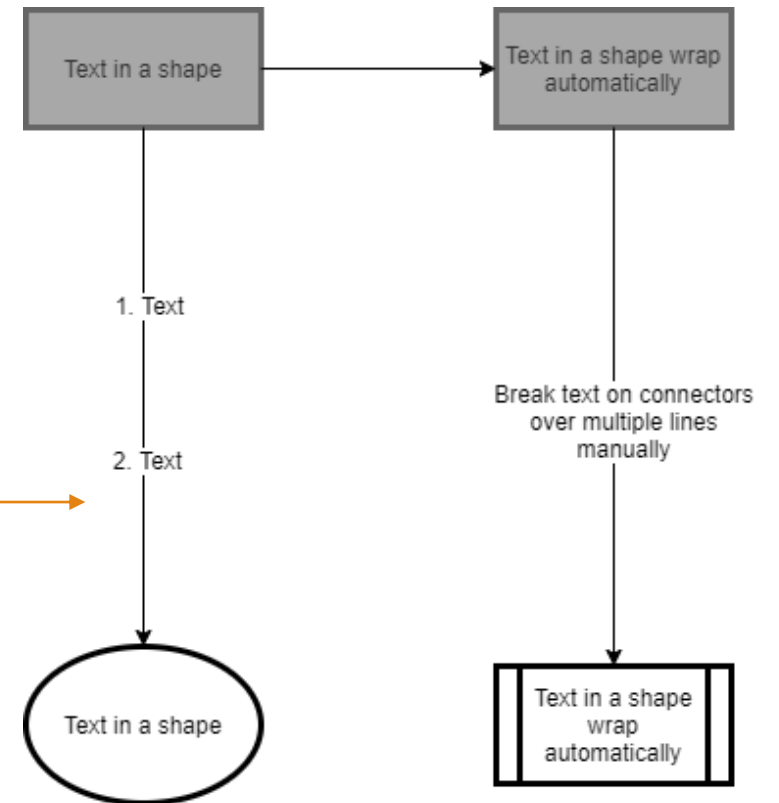 Text in a shape
Text in a shape wrap
automatically
1. Text
Break text on connectors
over multiple lines
manually
2. Text
Text in a shape
Text in a shape
wrap
automatically